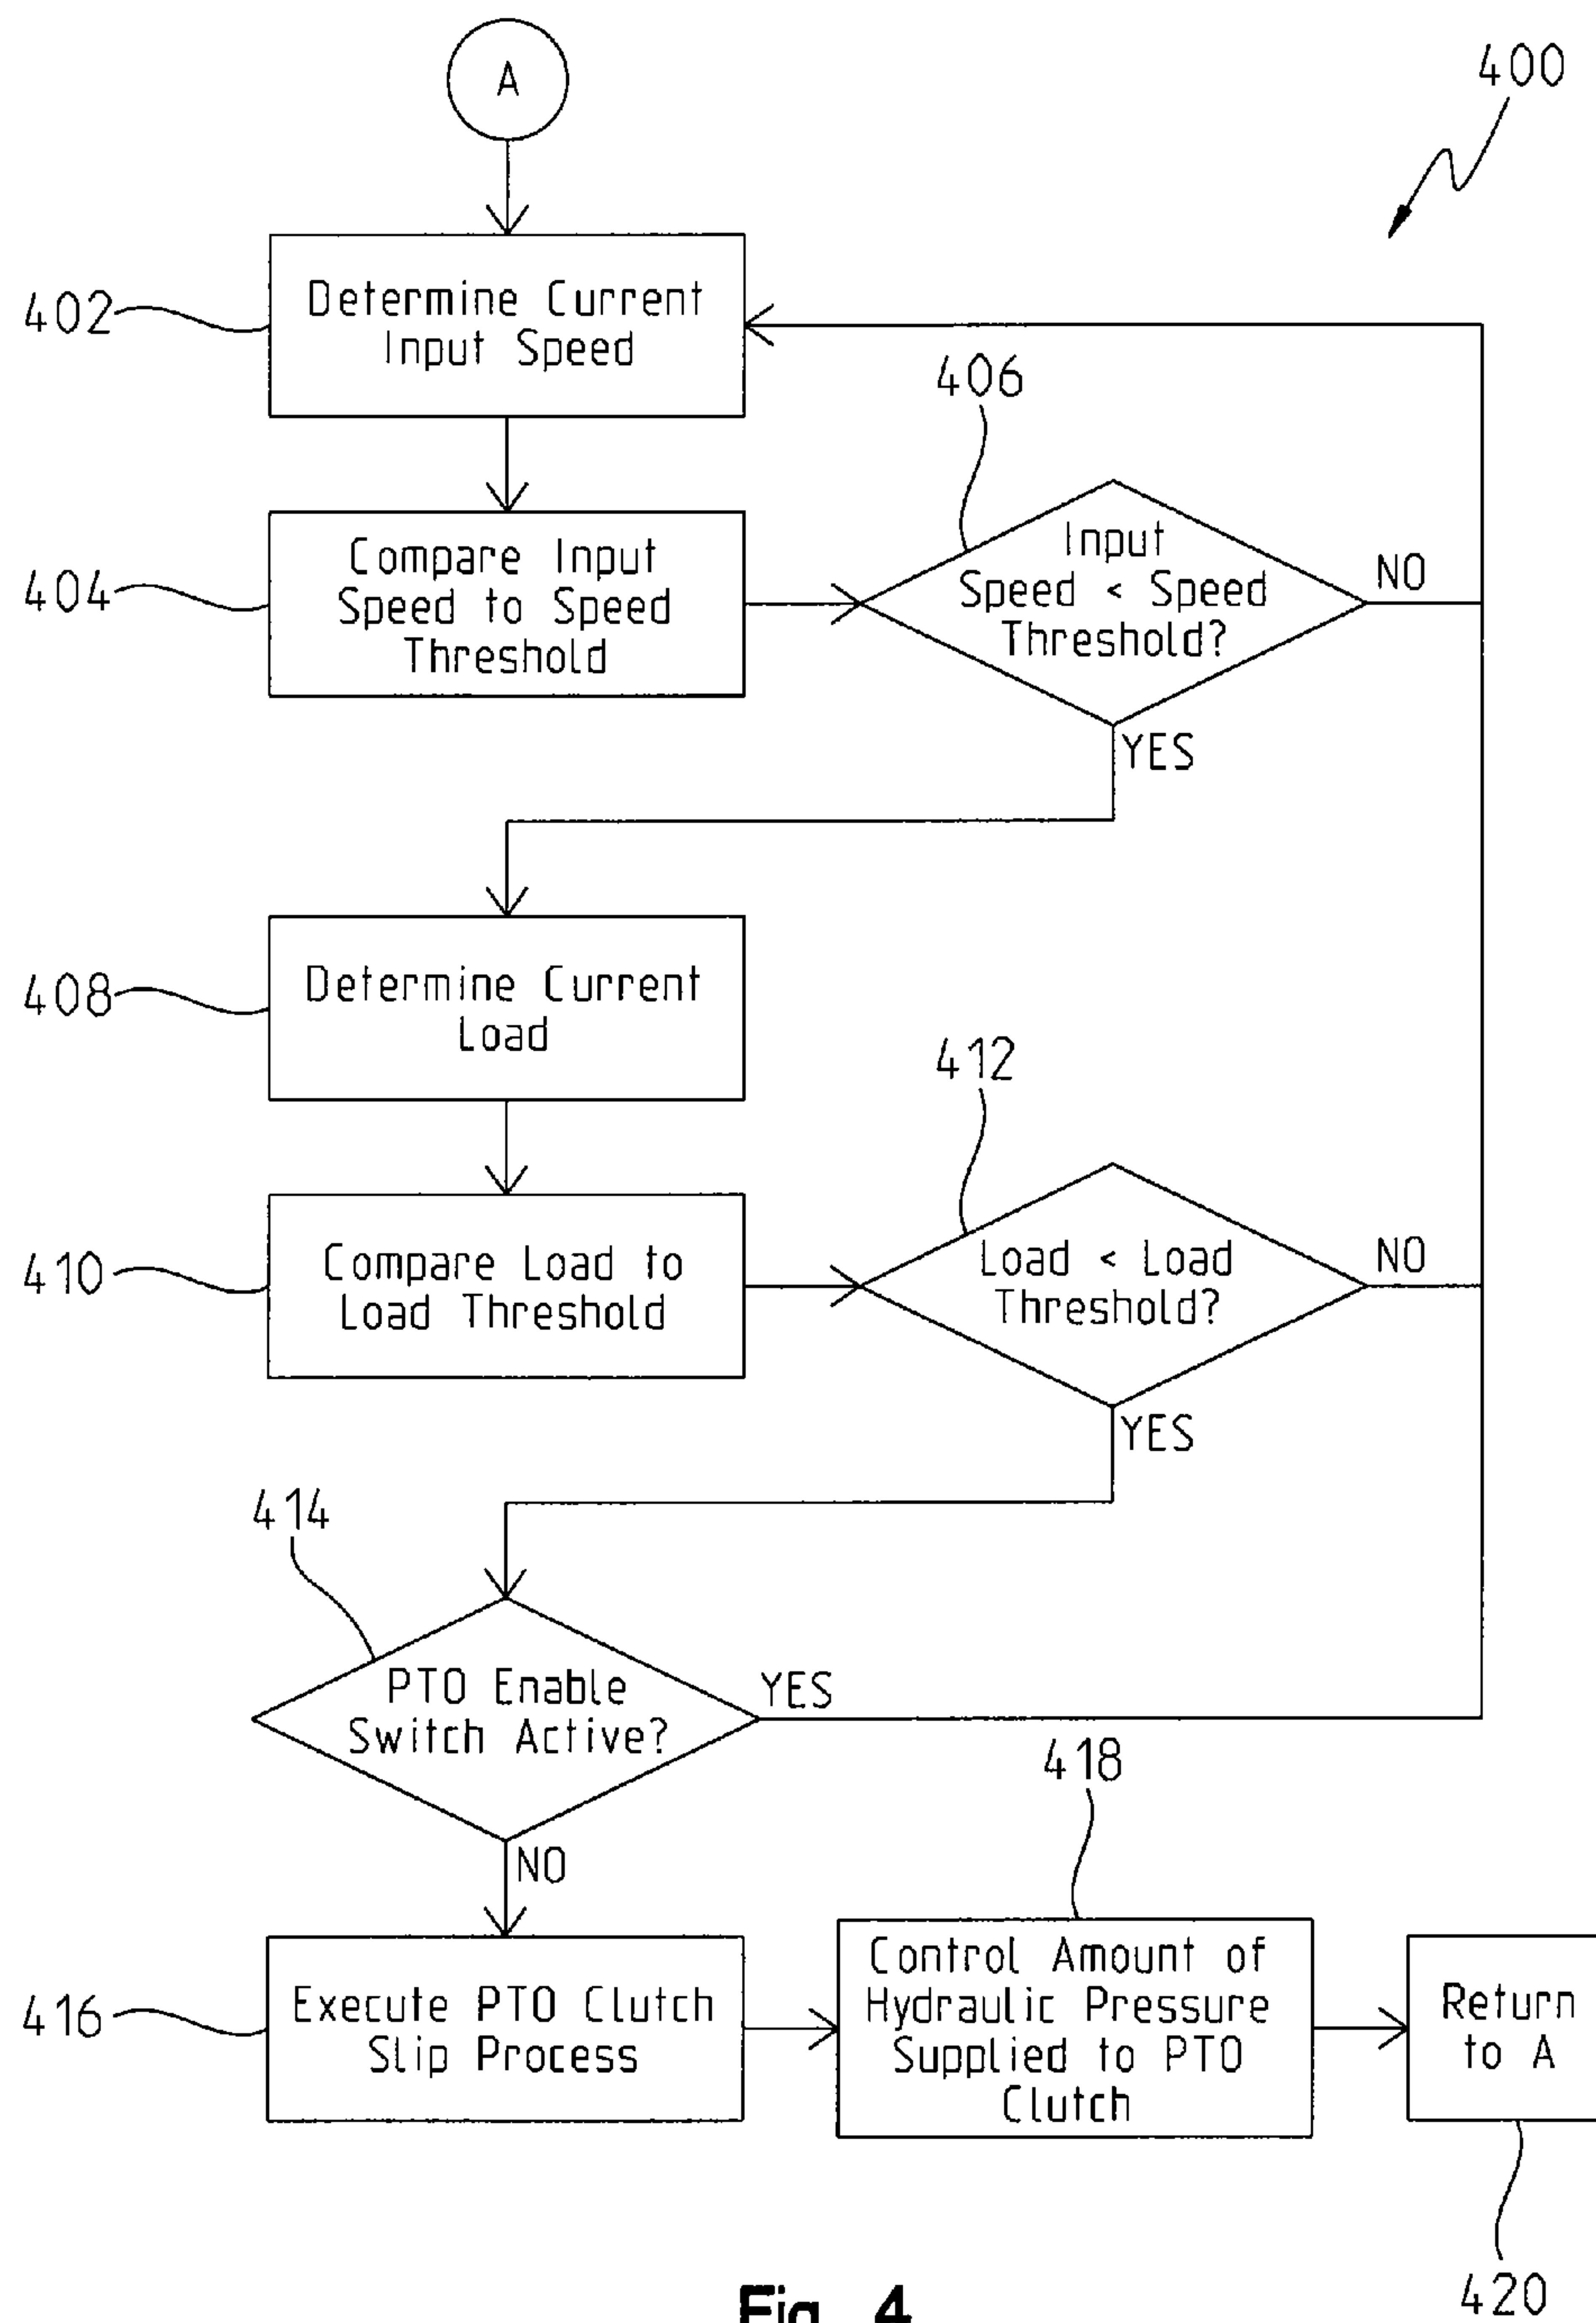 A
400
402
Determine Current
Input Speed
406
404
Compare Input
Speed to Speed
Threshold
Input
Speed < Speed
Threshold?
NO
YES
408
Determine Current
Load
412
410
Compare Load to
Load Threshold
Load < Load
Threshold?
NO
YES
414
PTO Enable
Switch Active?
YES
NO
418
416
Execute PTO Clutch
Slip Process
Control Amount of
Hydraulic Pressure
Supplied to PTO
Clutch
Return
to A
420
Fig. 4